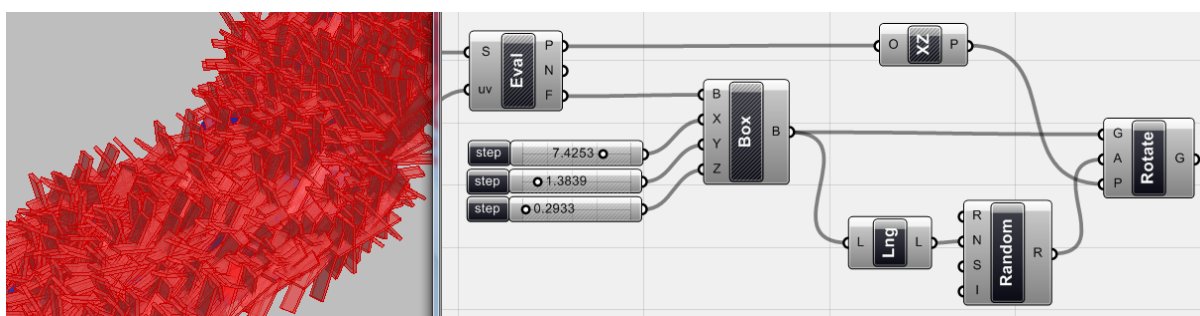 S
uv
Eval
P
N
F
O
XZ
P
step 7.4253
step 1.3839
step 0.2933
B
X
Y
Z
Box
B
L
Lng
L
R
N
S
I
Random
R
G
A
P
Rotate
G